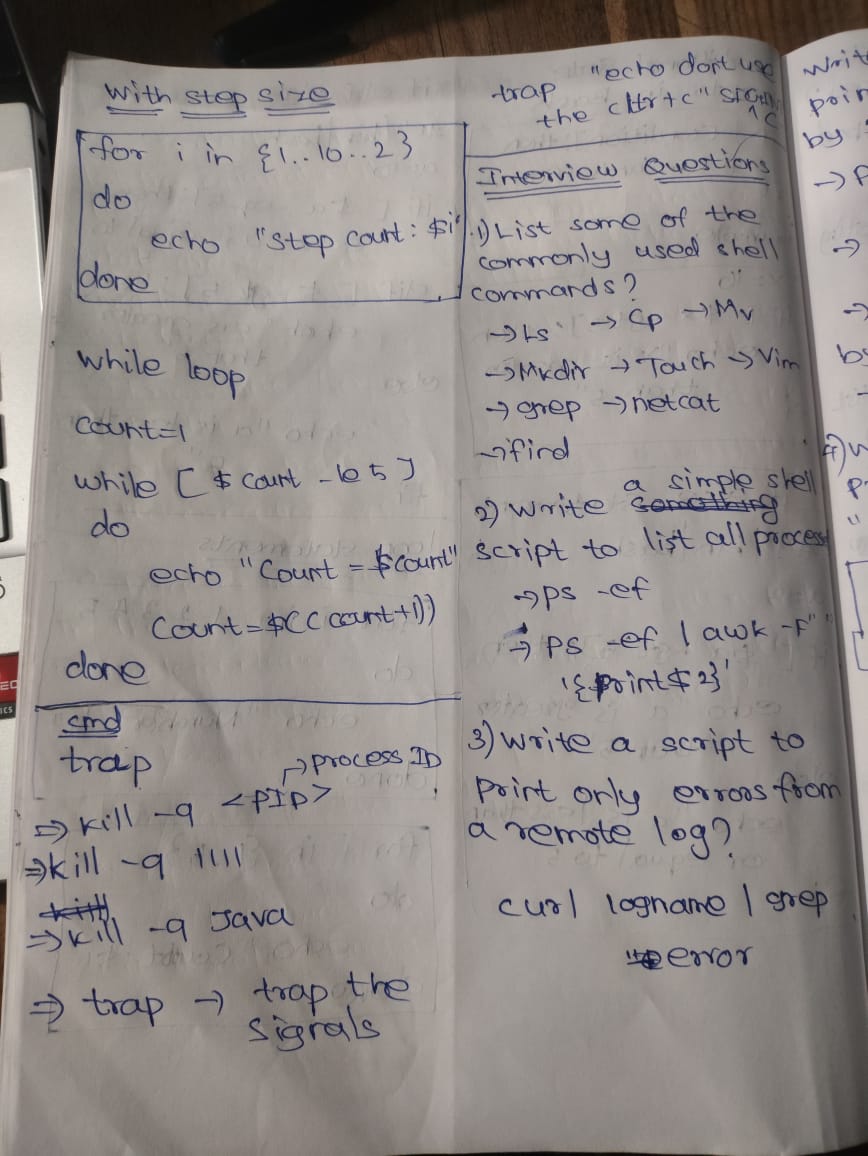 with step size
for i in {1..10..2}
do
echo "step count: $i"
done
while loop
count=1
while [ $ count -le 5 ]
do
echo "Count = $count"
Count=$((count+1))
done
cmd
trap
→ process ID
⇒ kill -9 <PID>
⇒ kill -9 1111
⇒ kill -9 Java
⇒ trap → trap the
signals
trap "echo dont use
the cltr+c"
Interview Questions
1) List some of the
commonly used shell
commands?
→ Ls → Cp → Mv
→ Mkdir → Touch → Vim
→ grep → netcat
→ find
2) Write a simple shell
script to list all process
→ ps -ef
→ ps -ef | awk -F" "
'{print $2}'
3) Write a script to
print only errors from
a remote log?
curl logname | grep
error
writ
poin
by